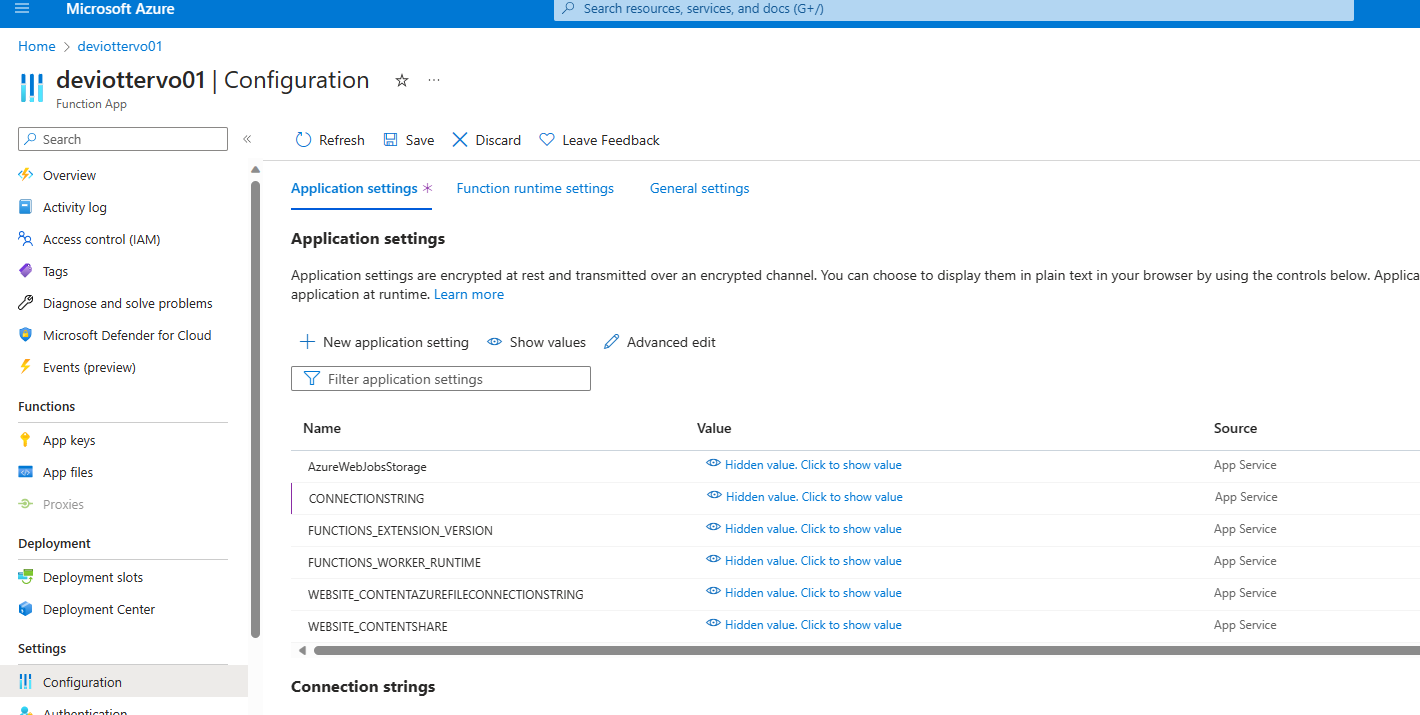 Microsoft Azure
Search resources, services, and docs (G+/)
Home > deviottervo01
deviottervo01 | Configuration
Function App
Search
Refresh Save Discard Leave Feedback
Overview
Activity log
Access control (IAM)
Tags
Diagnose and solve problems
Microsoft Defender for Cloud
Events (preview)
Functions
App keys
App files
Proxies
Deployment
Deployment slots
Deployment Center
Settings
Configuration
Authentication
Application settings * Function runtime settings General settings
Application settings
Application settings are encrypted at rest and transmitted over an encrypted channel. You can choose to display them in plain text in your browser by using the controls below. Applica
application at runtime. Learn more
New application setting Show values Advanced edit
Filter application settings
Name Value Source
AzureWebJobsStorage Hidden value. Click to show value App Service
CONNECTIONSTRING Hidden value. Click to show value App Service
FUNCTIONS_EXTENSION_VERSION Hidden value. Click to show value App Service
FUNCTIONS_WORKER_RUNTIME Hidden value. Click to show value App Service
WEBSITE_CONTENTAZUREFILECONNECTIONSTRING Hidden value. Click to show value App Service
WEBSITE_CONTENTSHARE Hidden value. Click to show value App Service
Connection strings